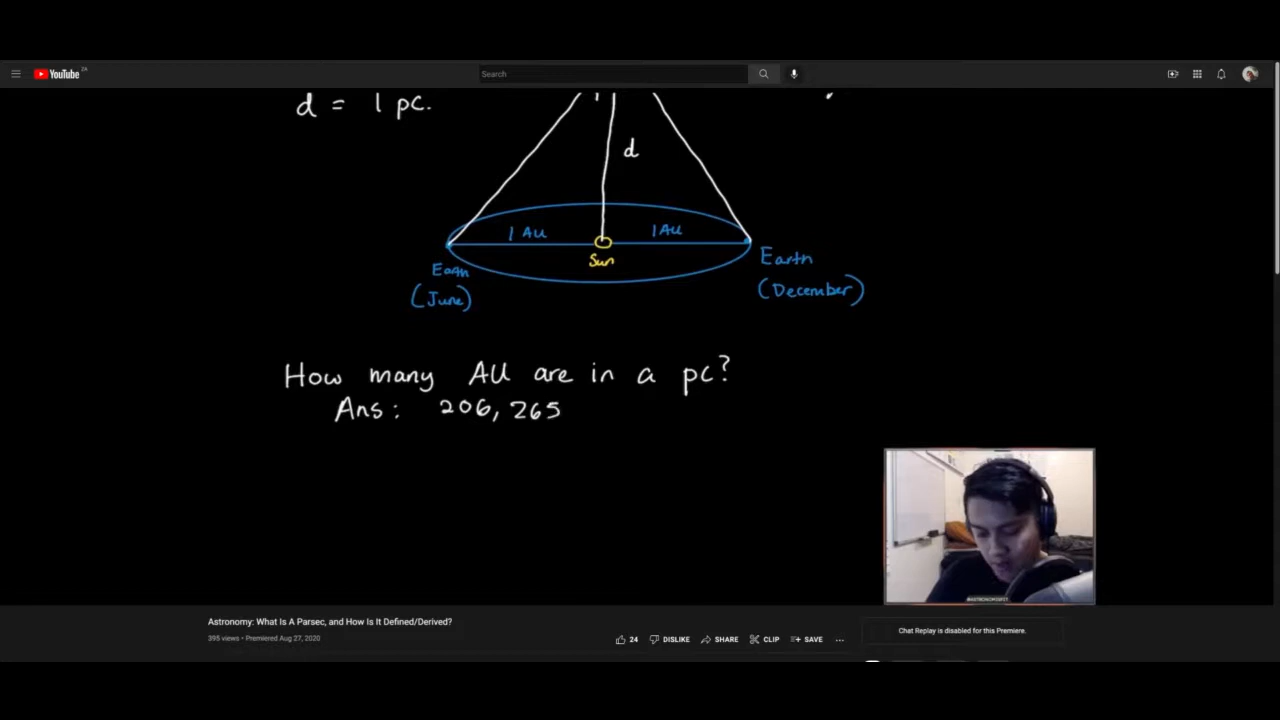 YouTube ZA
Search
d = 1 pc.
d
1 AU
1 AU
Sun
Earth
(June)
Earth
(December)
How many AU are in a pc?
Ans: 206, 265
Astronomy: What Is A Parsec, and How Is It Defined/Derived?
395 views • Premiered Aug 27, 2020
24 DISLIKE SHARE CLIP SAVE ...
Chat Replay is disabled for this Premiere.